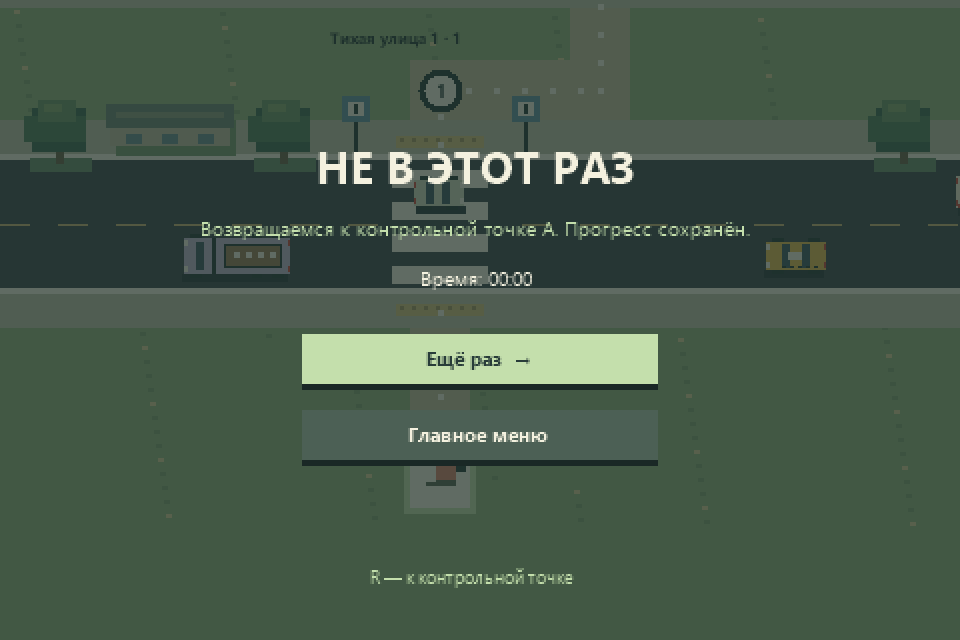 Тихая улица 1 · 1
1
НЕ В ЭТОТ РАЗ
Возвращаемся к контрольной точке А. Прогресс сохранён.
Время: 00:00
Ещё раз →
Главное меню
R — к контрольной точке